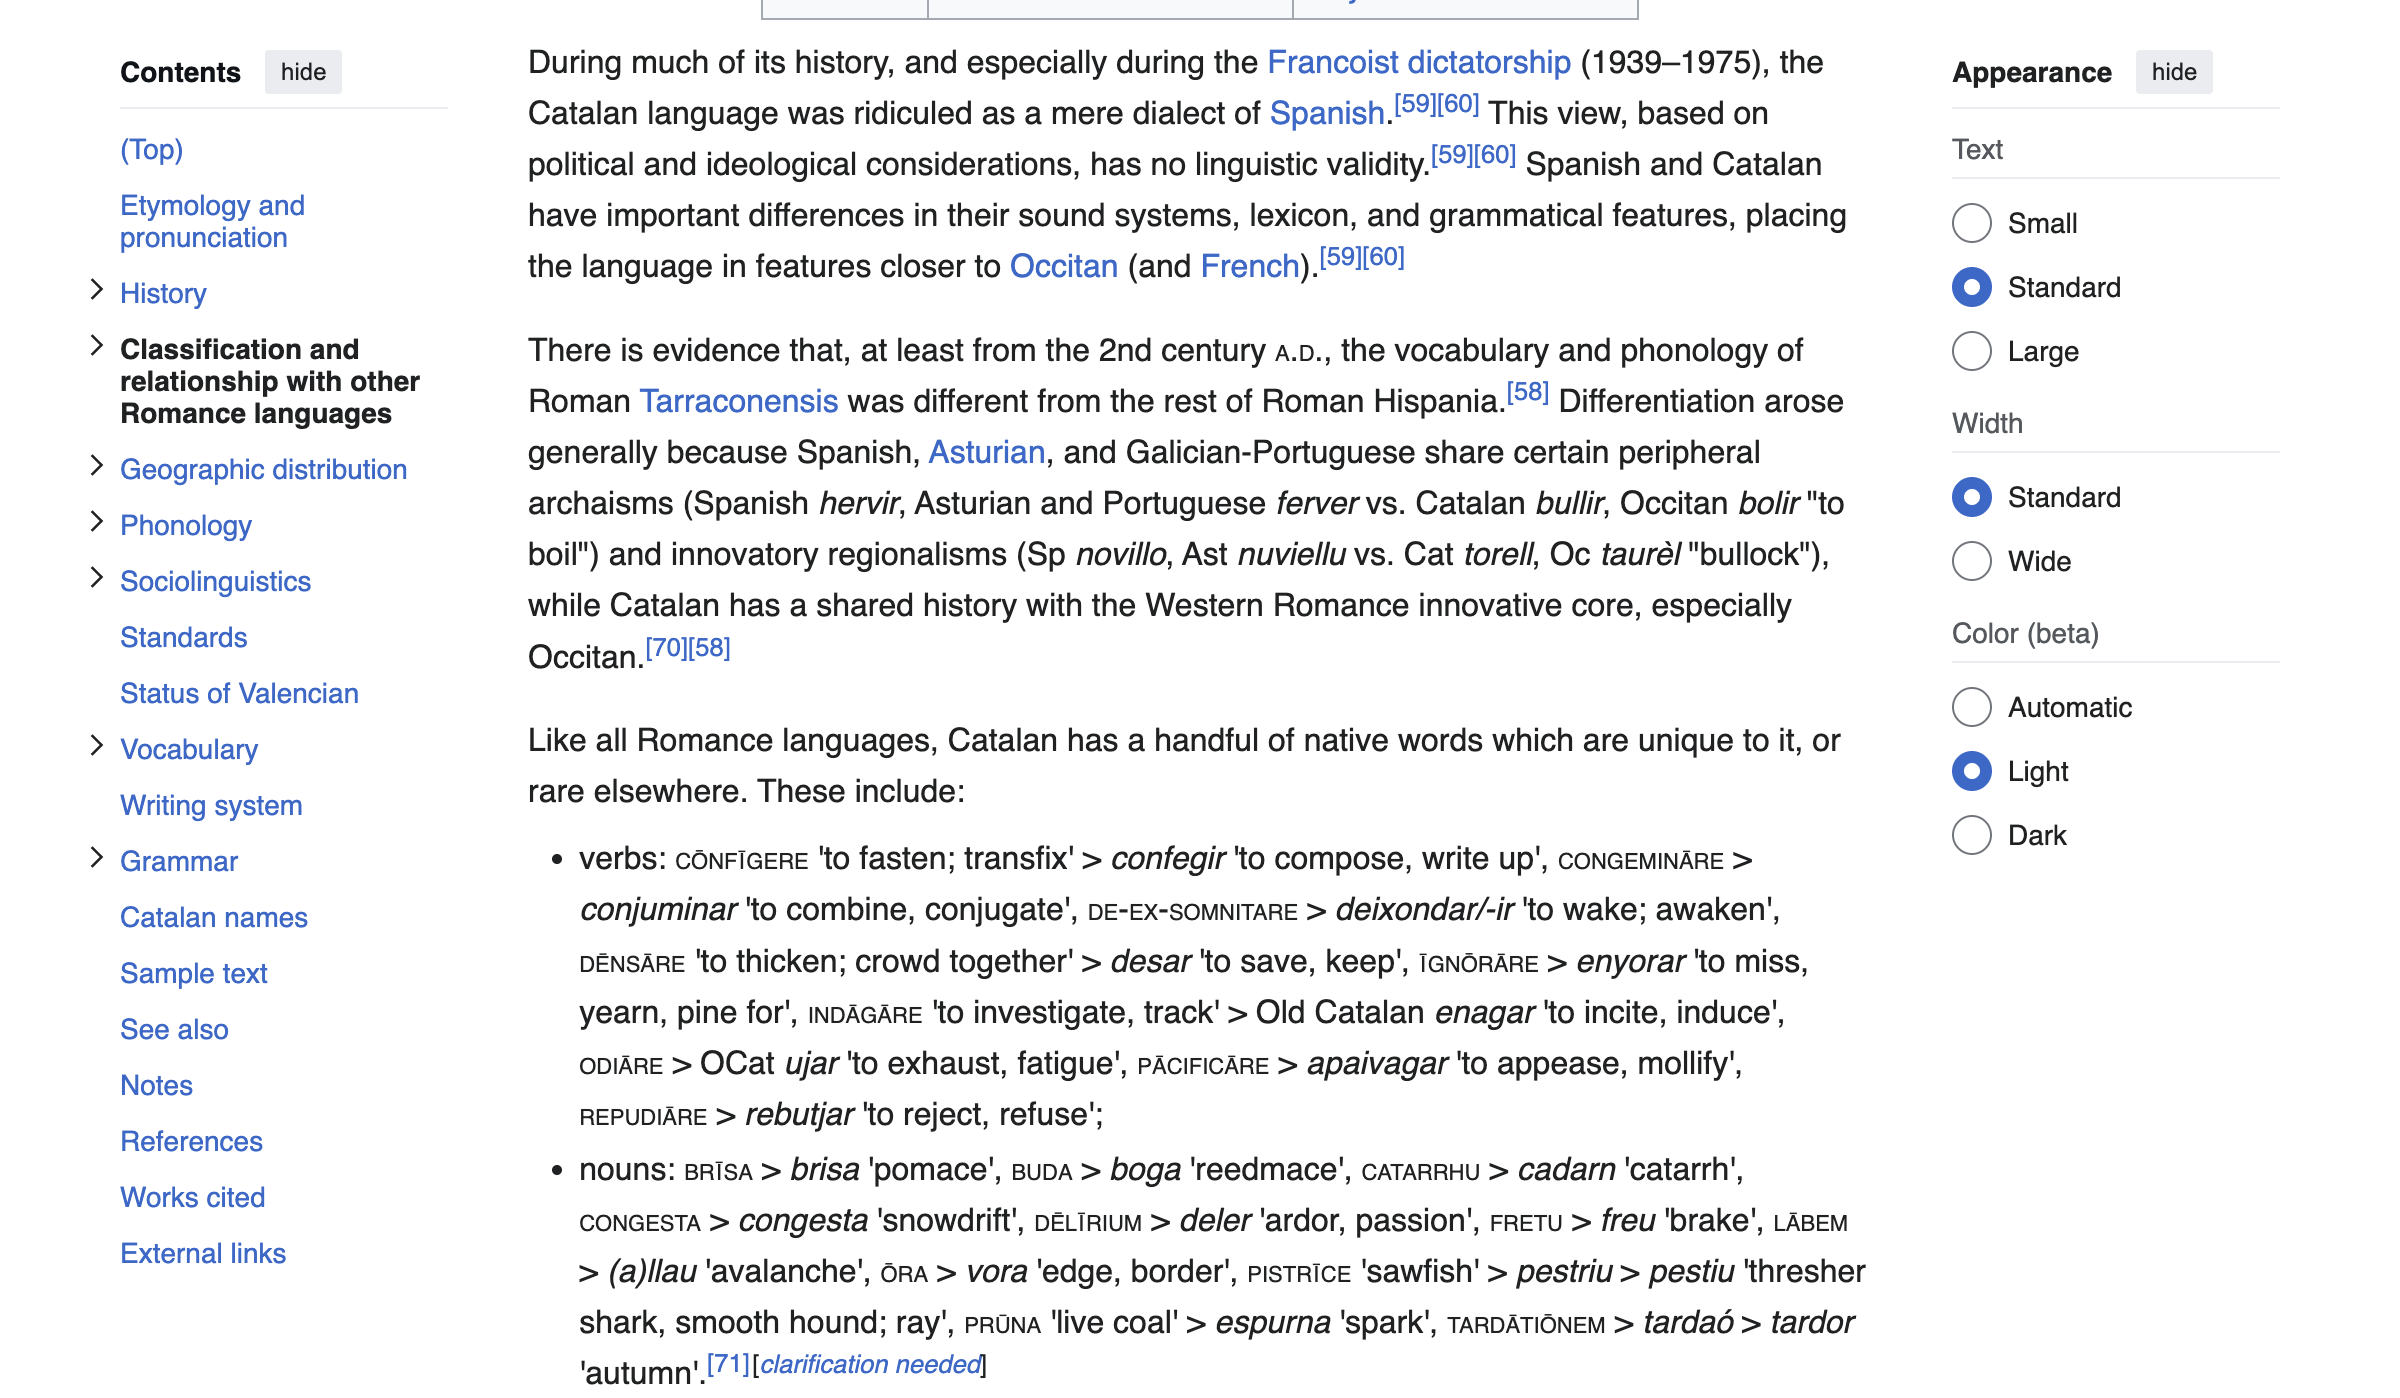 Contents hide
(Top)
Etymology and
pronunciation
History
Classification and
relationship with other
Romance languages
Geographic distribution
Phonology
Sociolinguistics
Standards
Status of Valencian
Vocabulary
Writing system
Grammar
Catalan names
Sample text
See also
Notes
References
Works cited
External links
During much of its history, and especially during the Francoist dictatorship (1939–1975), the
Catalan language was ridiculed as a mere dialect of Spanish.[59][60] This view, based on
political and ideological considerations, has no linguistic validity.[59][60] Spanish and Catalan
have important differences in their sound systems, lexicon, and grammatical features, placing
the language in features closer to Occitan (and French).[59][60]
There is evidence that, at least from the 2nd century A.D., the vocabulary and phonology of
Roman Tarraconensis was different from the rest of Roman Hispania.[58] Differentiation arose
generally because Spanish, Asturian, and Galician-Portuguese share certain peripheral
archaisms (Spanish hervir, Asturian and Portuguese ferver vs. Catalan bullir, Occitan bolir "to
boil") and innovatory regionalisms (Sp novillo, Ast nuviellu vs. Cat torell, Oc taurèl "bullock"),
while Catalan has a shared history with the Western Romance innovative core, especially
Occitan.[70][58]
Like all Romance languages, Catalan has a handful of native words which are unique to it, or
rare elsewhere. These include:
• verbs: CŌNFĪGERE 'to fasten; transfix' > confegir 'to compose, write up', CONGEMINĀRE >
conjuminar 'to combine, conjugate', DE-EX-SOMNITARE > deixondar/-ir 'to wake; awaken',
DĒNSĀRE 'to thicken; crowd together' > desar 'to save, keep', ĪGNŌRĀRE > enyorar 'to miss,
yearn, pine for', INDĀGĀRE 'to investigate, track' > Old Catalan enagar 'to incite, induce',
ODIĀRE > OCat ujar 'to exhaust, fatigue', PĀCIFICĀRE > apaivagar 'to appease, mollify',
REPUDIĀRE > rebutjar 'to reject, refuse';
• nouns: BRĪSA > brisa 'pomace', BUDA > boga 'reedmace', CATARRHU > cadarn 'catarrh',
CONGESTA > congesta 'snowdrift', DĒLĪRIUM > deler 'ardor, passion', FRETU > freu 'brake', LĀBEM
> (a)llau 'avalanche', ŌRA > vora 'edge, border', PISTRĪCE 'sawfish' > pestriu > pestiu 'thresher
shark, smooth hound; ray', PRŪNA 'live coal' > espurna 'spark', TARDĀTIŌNEM > tardaó > tardor
'autumn'.[71][clarification needed]
Appearance hide
Text
Small
Standard
Large
Width
Standard
Wide
Color (beta)
Automatic
Light
Dark